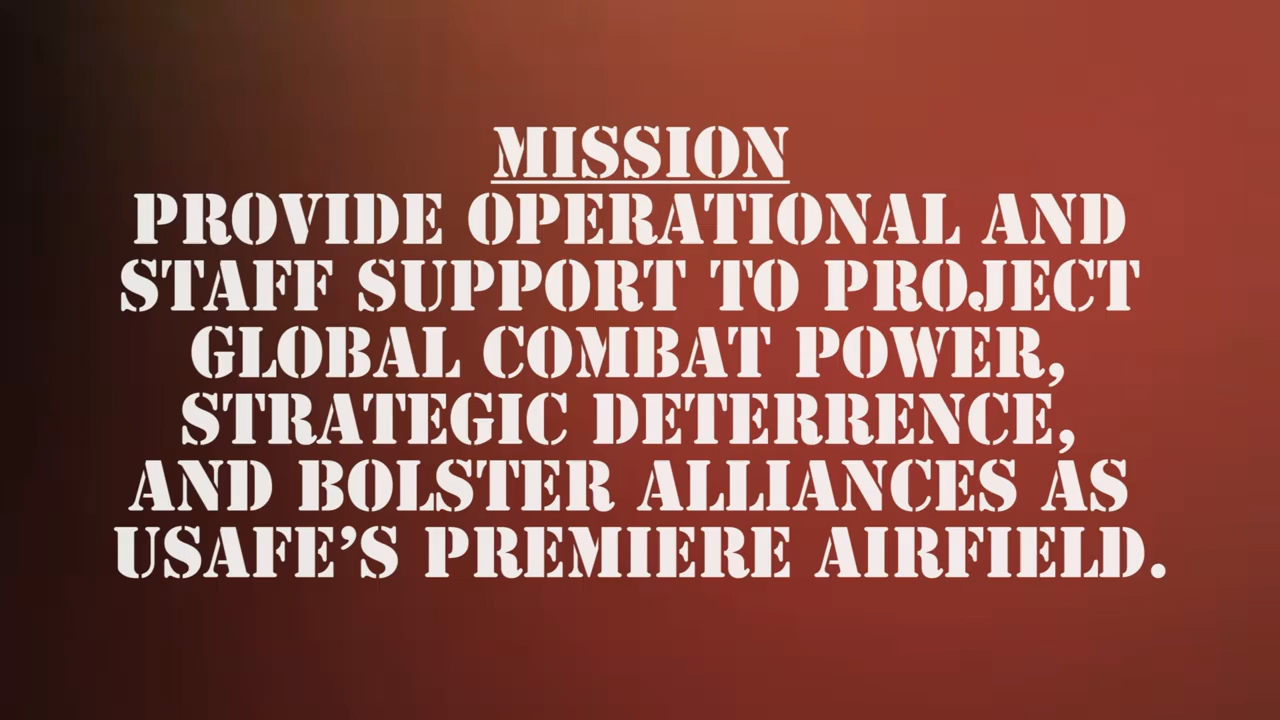 MISSION
PROVIDE OPERATIONAL AND
STAFF SUPPORT TO PROJECT
GLOBAL COMBAT POWER,
STRATEGIC DETERRENCE,
AND BOLSTER ALLIANCES AS
USAFE’S PREMIERE AIRFIELD.